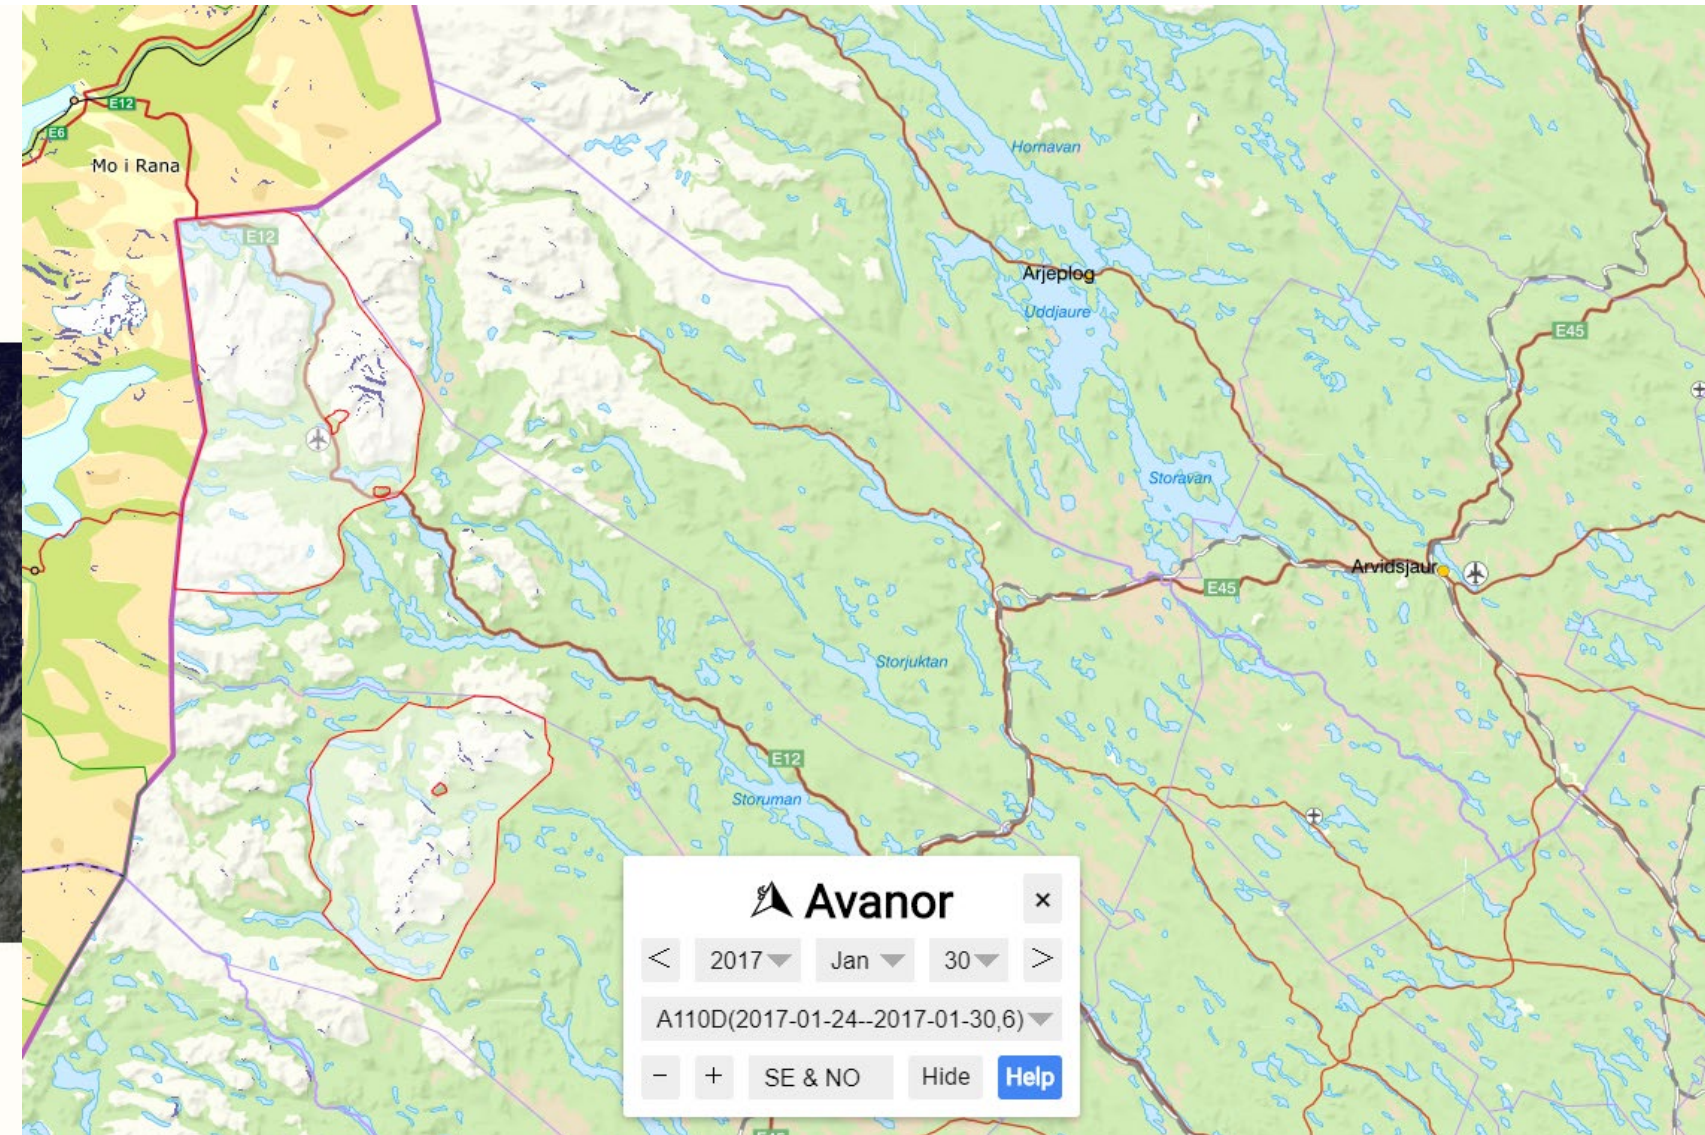 E12
E6
Mo i Rana
E12
Hornavan
Arjeplog
Uddjaure
E45
Storavan
Arvidsjaur
E45
Storjuktan
E12
Storuman
Avanor
×
<
2017
Jan
30
>
A110D(2017-01-24--2017-01-30,6)
−
+
SE & NO
Hide
Help